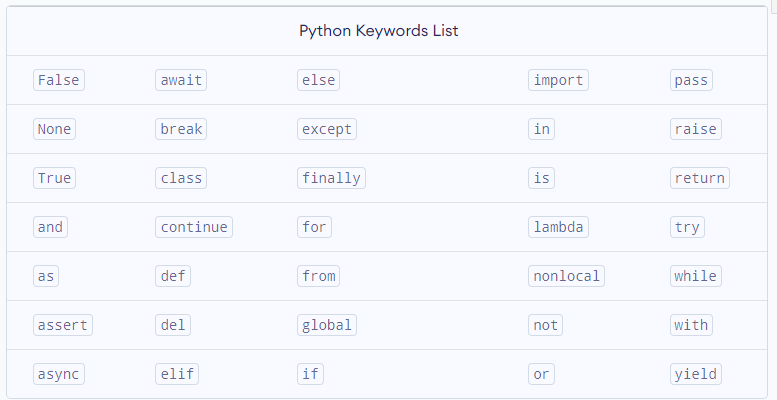 Python Keywords List
False await else import pass
None break except in raise
True class finally is return
and continue for lambda try
as def from nonlocal while
assert del global not with
async elif if or yield